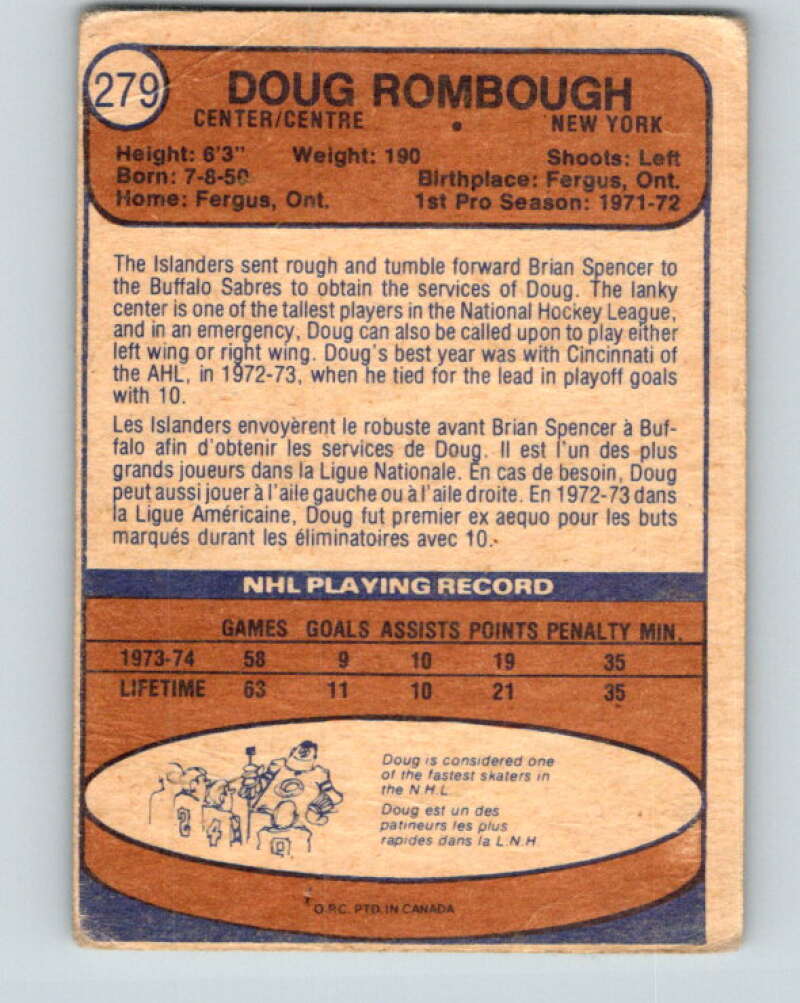 279
DOUG ROMBOUGH
CENTER/CENTRE • NEW YORK
Height: 6'3" Weight: 190 Shoots: Left
Born: 7-8-50 Birthplace: Fergus, Ont.
Home: Fergus, Ont. 1st Pro Season: 1971-72
The Islanders sent rough and tumble forward Brian Spencer to
the Buffalo Sabres to obtain the services of Doug. The lanky
center is one of the tallest players in the National Hockey League,
and in an emergency, Doug can also be called upon to play either
left wing or right wing. Doug's best year was with Cincinnati of
the AHL, in 1972-73, when he tied for the lead in playoff goals
with 10.
Les Islanders envoyèrent le robuste avant Brian Spencer à Buf-
falo afin d'obtenir les services de Doug. Il est l'un des plus
grands joueurs dans la Ligue Nationale. En cas de besoin, Doug
peut aussi jouer à l'aile gauche ou à l'aile droite. En 1972-73 dans
la Ligue Américaine, Doug fut premier ex aequo pour les buts
marqués durant les éliminatoires avec 10.
NHL PLAYING RECORD
GAMES GOALS ASSISTS POINTS PENALTY MIN.
1973-74 58 9 10 19 35
LIFETIME 63 11 10 21 35
Doug is considered one
of the fastest skaters in
the N.H.L.
Doug est un des
patineurs les plus
rapides dans la L.N.H.
2 4
O.P.C. PTD. IN CANADA